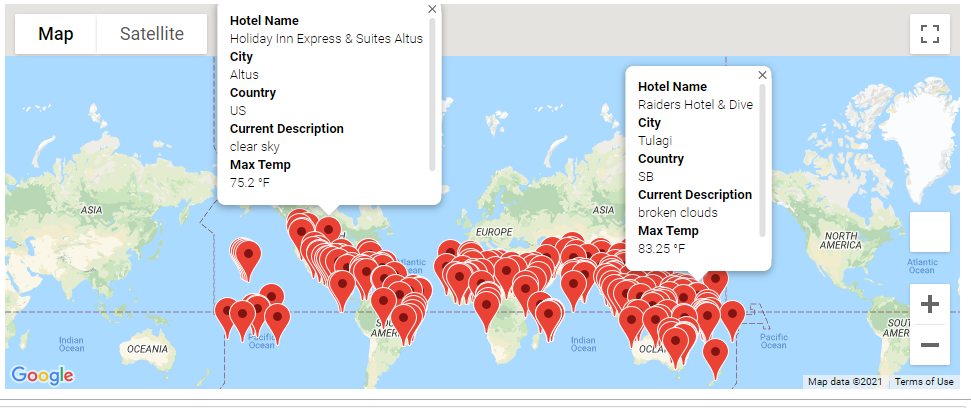 Map
Satellite
Hotel Name
Holiday Inn Express & Suites Altus
City
Altus
Country
US
Current Description
clear sky
Max Temp
75.2 °F
Hotel Name
Raiders Hotel & Dive
City
Tulagi
Country
SB
Current Description
broken clouds
Max Temp
83.25 °F
ASIA
EUROPE
ASIA
NORTH
AMERICA
Atlantic
Ocean
Atlantic
Ocean
Indian
Ocean
OCEANIA
Pacific
Ocean
Indian
Ocean
Pacific
Ocean
Google
Map data ©2021
Terms of Use